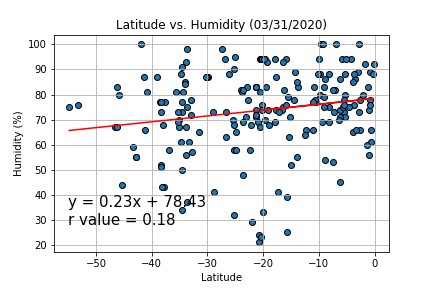 Latitude vs. Humidity (03/31/2020)
100
90
80
70
60
50
40
30
20
Humidity (%)
y = 0.23x + 78.43
r value = 0.18
−50 −40 −30 −20 −10 0
Latitude